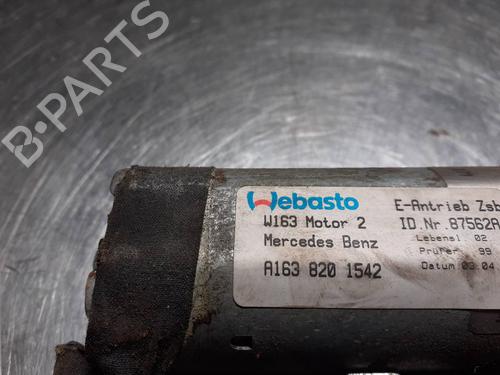 B-PARTS
Webasto
W163 Motor 2
Mercedes Benz
A163 820 1542
E-Antrieb Zsb
ID.Nr.87562A
Lebensl 02
Prüfer 99
Datum 03.04